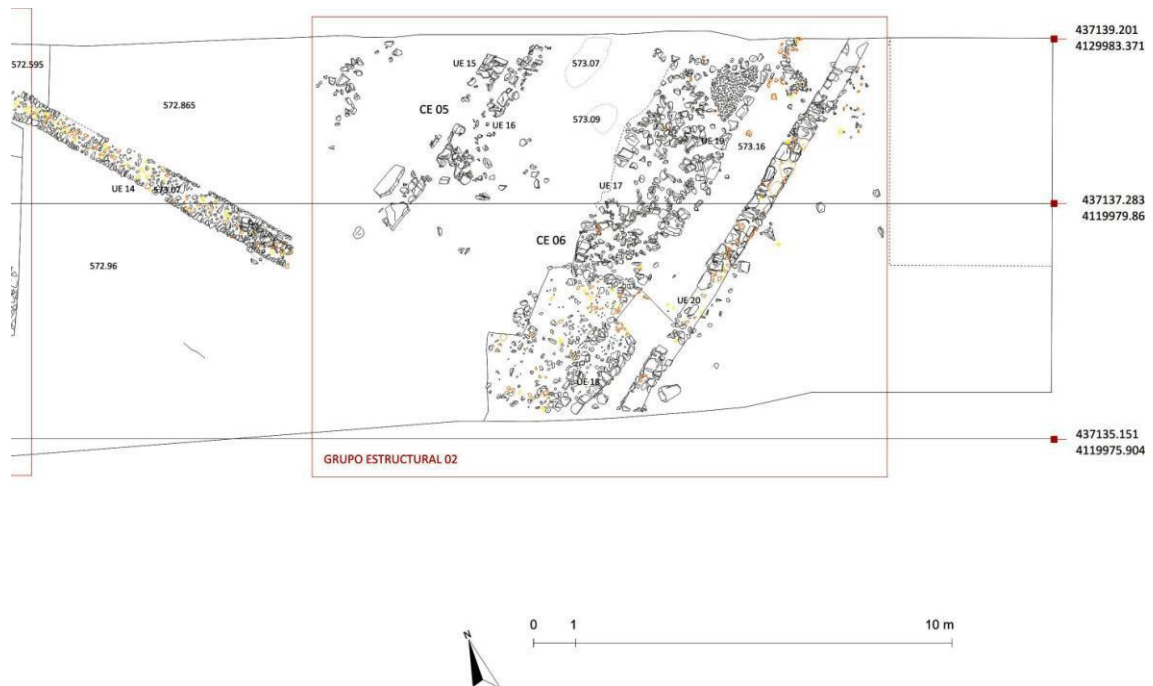 437139.201
4129983.371
572.595
UE 15
573.07
572.865
CE 05
UE 16
573.09
UE 19
573.16
UE 14
573.07
UE 17
437137.283
4119979.86
CE 06
572.96
UE 20
UE 18
437135.151
4119975.904
GRUPO ESTRUCTURAL 02
0 1 10 m
N